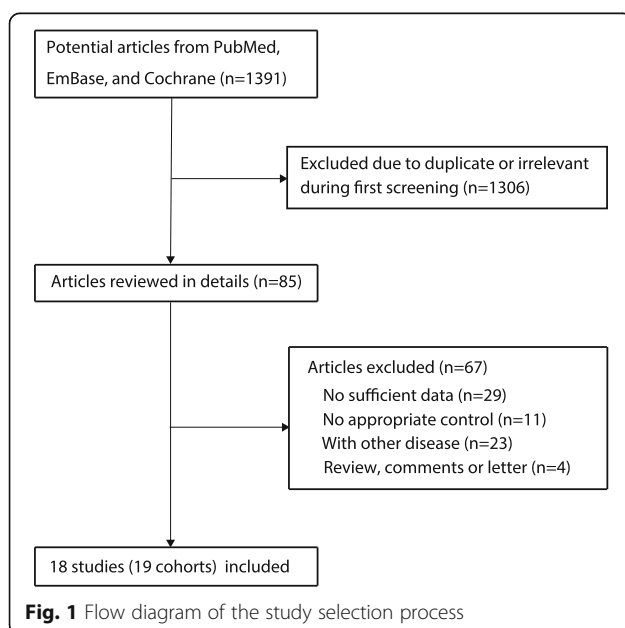 Potential articles from PubMed,
EmBase, and Cochrane (n=1391)
Excluded due to duplicate or irrelevant
during first screening (n=1306)
Articles reviewed in details (n=85)
Articles excluded (n=67)
No sufficient data (n=29)
No appropriate control (n=11)
With other disease (n=23)
Review, comments or letter (n=4)
18 studies (19 cohorts) included
Fig. 1 Flow diagram of the study selection process